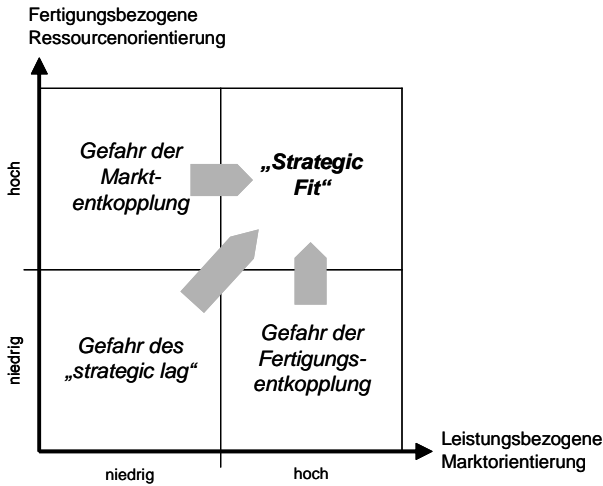 Fertigungsbezogene
Ressourcenorientierung
hoch
Gefahr der
Markt-
entkopplung
„Strategic
Fit“
niedrig
Gefahr des
„strategic lag“
Gefahr der
Fertigungs-
entkopplung
niedrig
hoch
Leistungsbezogene
Marktorientierung